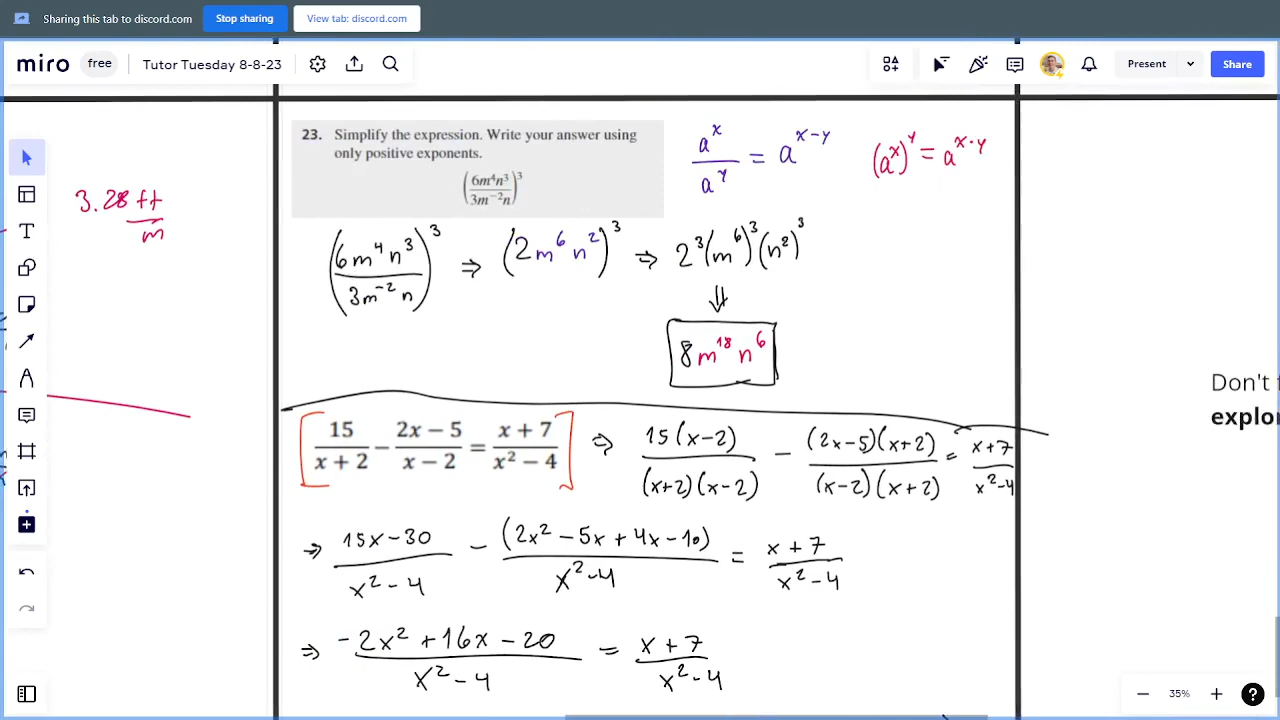 Sharing this tab to discord.com Stop sharing View tab: discord.com
miro free Tutor Tuesday 8-8-23 Present Share
23. Simplify the expression. Write your answer using
only positive exponents.
(6m⁴n³ / 3m⁻²n)³
aˣ / aʸ = aˣ⁻ʸ
(aˣ)ʸ = aˣ·ʸ
3.28 ft / m
(6m⁴n³ / 3m⁻²n)³ ⇒ (2m⁶n²)³ ⇒ 2³(m⁶)³(n²)³
⇓
8m¹⁸n⁶
Don't
explo
[15 / x + 2 − 2x − 5 / x − 2 = x + 7 / x² − 4] ⇒ 15(x−2) / (x+2)(x−2) − (2x−5)(x+2) / (x−2)(x+2) = x+7 / x²−4
⇒ 15x−30 / x²−4 − (2x²−5x+4x−10) / x²−4 = x+7 / x²−4
⇒ −2x²+16x−20 / x²−4 = x+7 / x²−4
35%